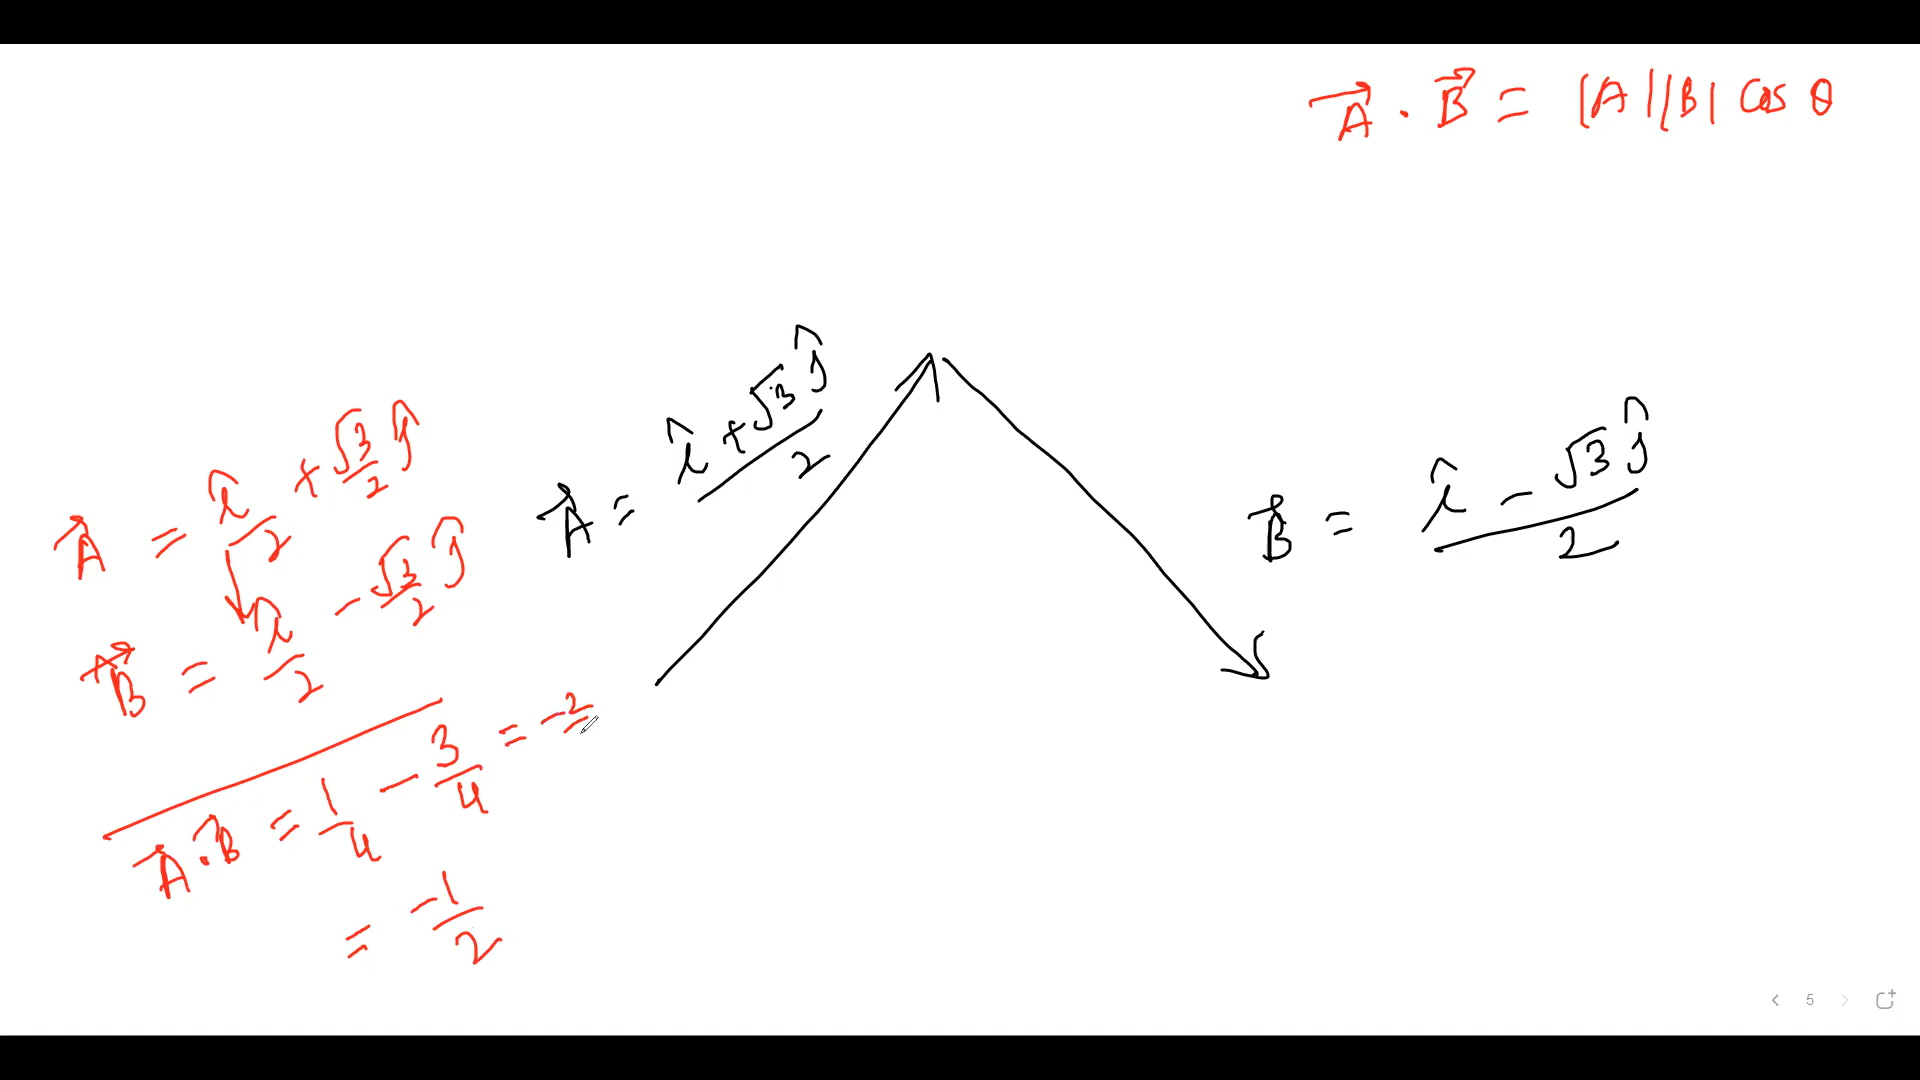 A⃗ · B⃗ = |A||B| cos θ
A⃗ = (î + √3 ĵ)/2
B⃗ = (î - √3 ĵ)/2
A⃗ = î/2 + √3/2 ĵ
+B⃗ = î/2 - √3/2 ĵ
A⃗ · B⃗ = 1/4 - 3/4 = -2
= -1/2
5